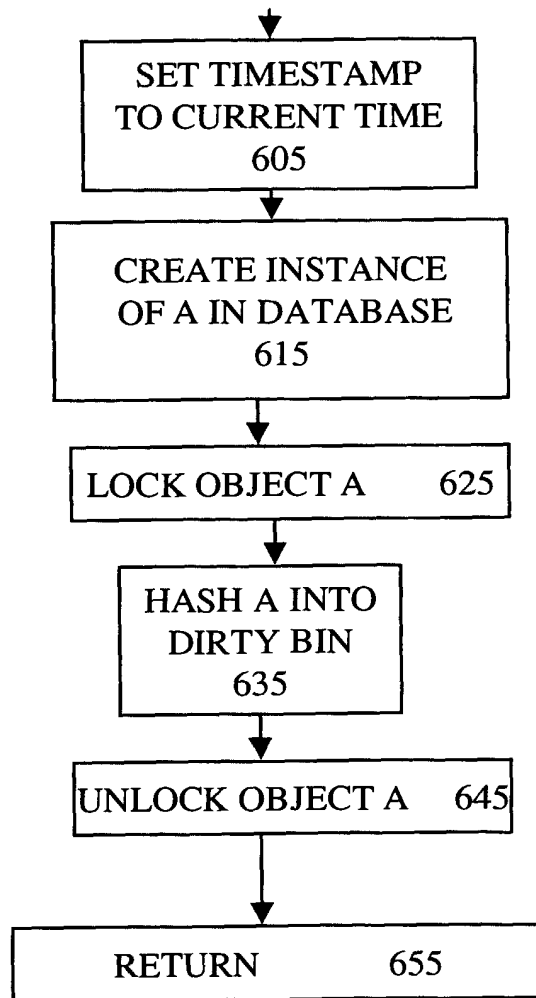 SET TIMESTAMP
TO CURRENT TIME
605
CREATE INSTANCE
OF A IN DATABASE
615
LOCK OBJECT A 625
HASH A INTO
DIRTY BIN
635
UNLOCK OBJECT A 645
RETURN 655